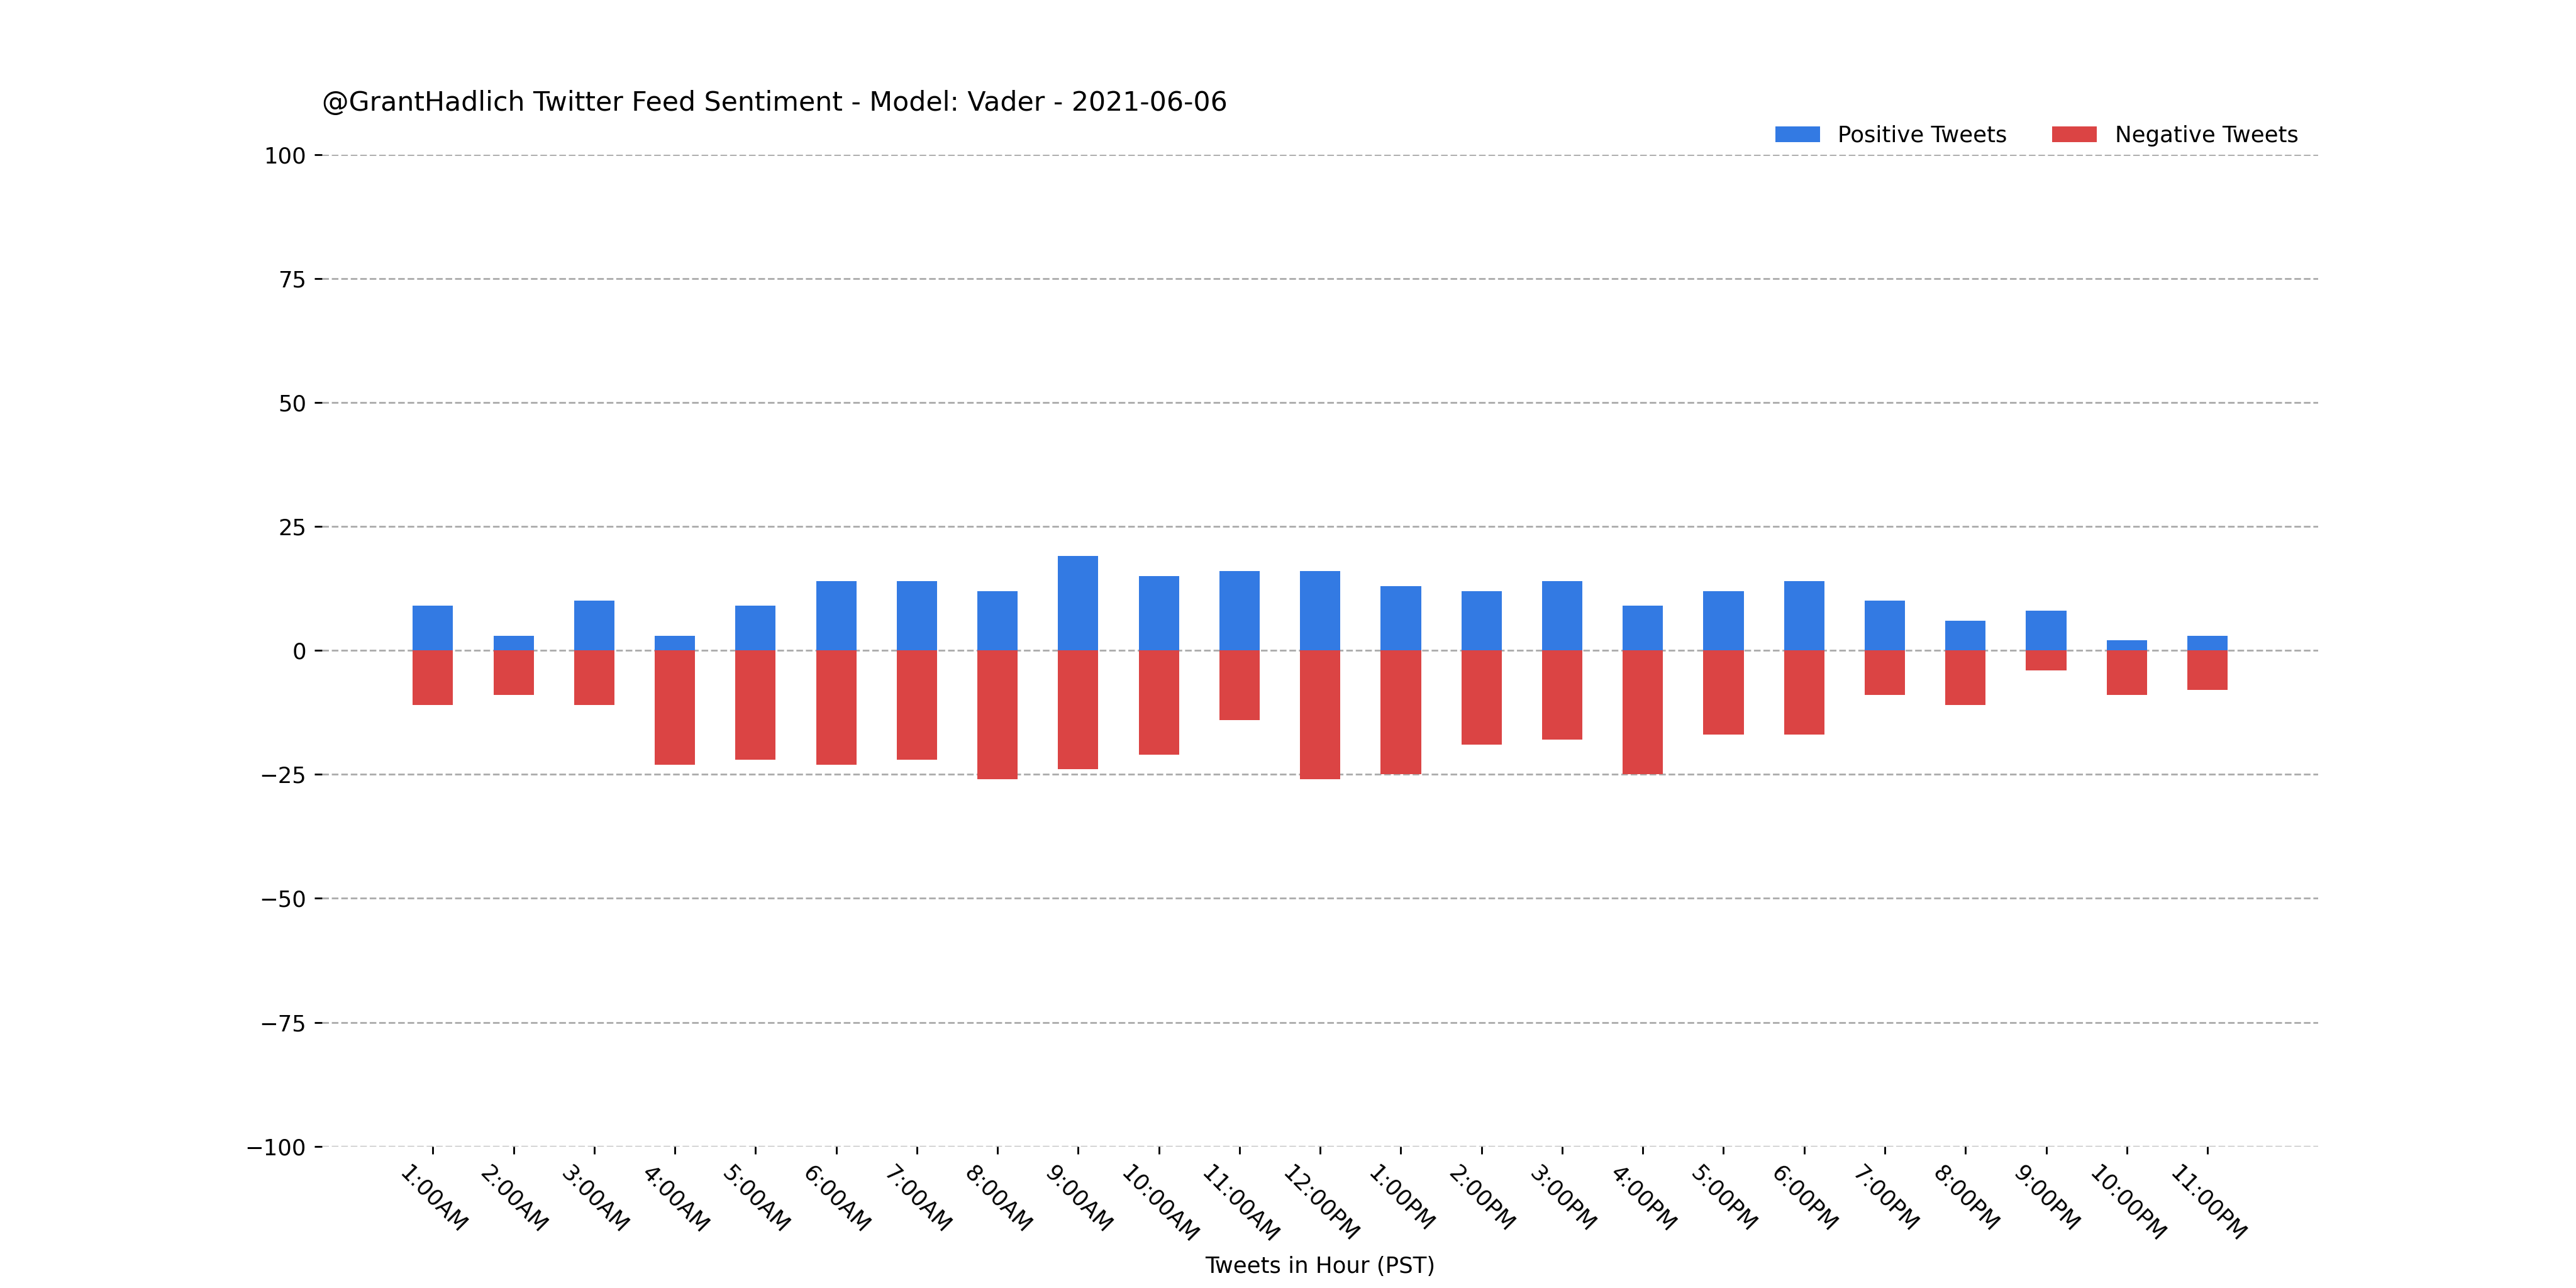 @GrantHadlich Twitter Feed Sentiment - Model: Vader - 2021-06-06
Positive Tweets Negative Tweets
100
75
50
25
0
−25
−50
−75
−100
1:00AM 2:00AM 3:00AM 4:00AM 5:00AM 6:00AM 7:00AM 8:00AM 9:00AM 10:00AM 11:00AM 12:00PM 1:00PM 2:00PM 3:00PM 4:00PM 5:00PM 6:00PM 7:00PM 8:00PM 9:00PM 10:00PM 11:00PM
Tweets in Hour (PST)